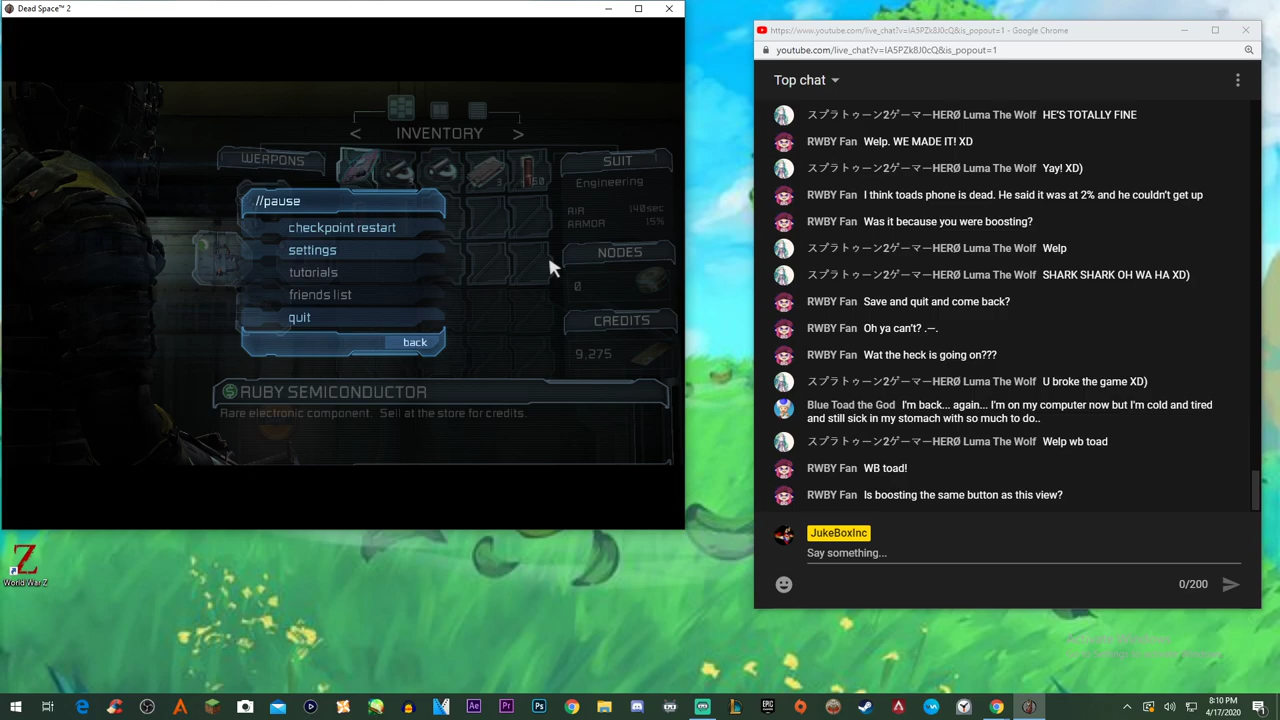 Dead Space™ 2
INVENTORY
WEAPONS
SUIT
Engineering
3
150
AIR 140sec
ARMOR 15%
//pause
checkpoint restart
settings
tutorials
friends list
quit
back
NODES
0
CREDITS
9,275
RUBY SEMICONDUCTOR
Rare electronic component. Sell at the store for credits.
World War Z
https://www.youtube.com/live_chat?v=IA5PZk8J0cQ&is_popout=1 - Google Chrome
youtube.com/live_chat?v=IA5PZk8J0cQ&is_popout=1
Top chat
スプラトゥーン2ゲーマーHERØ Luma The Wolf HE'S TOTALLY FINE
RWBY Fan Welp. WE MADE IT! XD
スプラトゥーン2ゲーマーHERØ Luma The Wolf Yay! XD)
RWBY Fan I think toads phone is dead. He said it was at 2% and he couldn't get up
RWBY Fan Was it because you were boosting?
スプラトゥーン2ゲーマーHERØ Luma The Wolf Welp
スプラトゥーン2ゲーマーHERØ Luma The Wolf SHARK SHARK OH WA HA XD)
RWBY Fan Save and quit and come back?
RWBY Fan Oh ya can't? .—.
RWBY Fan Wat the heck is going on???
スプラトゥーン2ゲーマーHERØ Luma The Wolf U broke the game XD)
Blue Toad the God I'm back... again... I'm on my computer now but I'm cold and tired
and still sick in my stomach with so much to do..
スプラトゥーン2ゲーマーHERØ Luma The Wolf Welp wb toad
RWBY Fan WB toad!
RWBY Fan Is boosting the same button as this view?
JukeBoxInc
Say something...
0/200
8:10 PM
4/17/2020